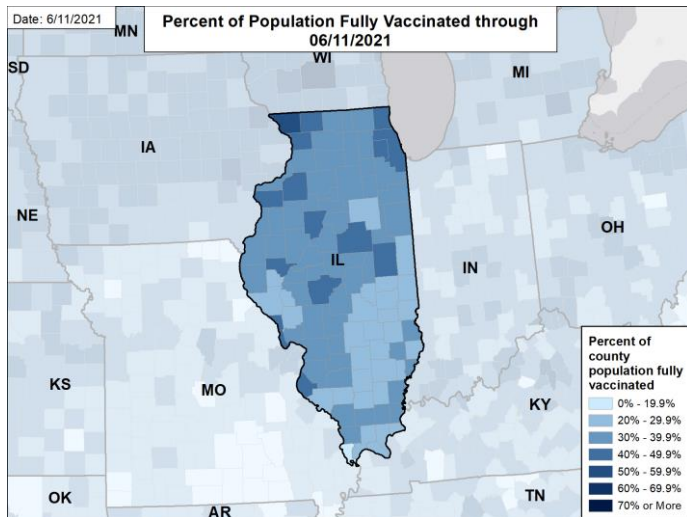 Date: 6/11/2021
Percent of Population Fully Vaccinated through
06/11/2021
MN
WI
MI
SD
IA
NE
IL
IN
OH
KS
MO
KY
OK
AR
TN
Percent of
county
population fully
vaccinated
0% - 19.9%
20% - 29.9%
30% - 39.9%
40% - 49.9%
50% - 59.9%
60% - 69.9%
70% or More